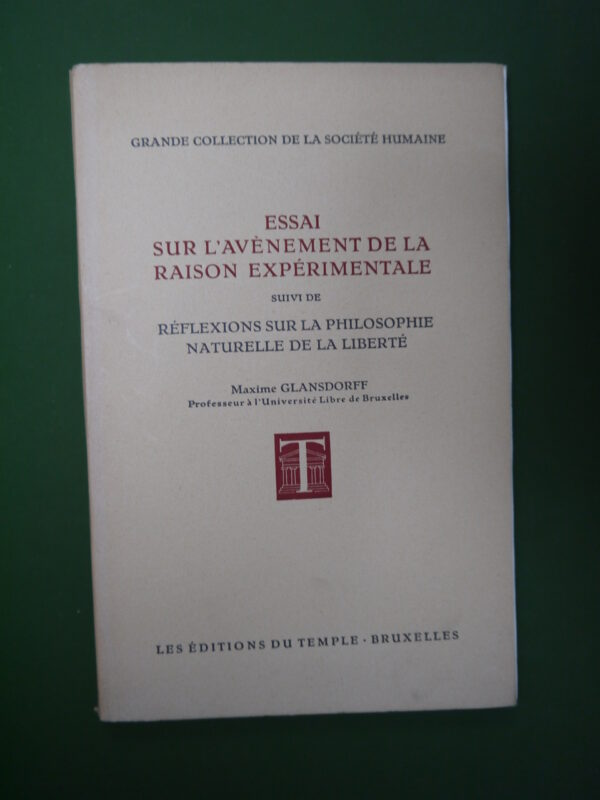 GRANDE COLLECTION DE LA SOCIÉTÉ HUMAINE
ESSAI
SUR L'AVÈNEMENT DE LA
RAISON EXPÉRIMENTALE
SUIVI DE
RÉFLEXIONS SUR LA PHILOSOPHIE
NATURELLE DE LA LIBERTÉ
Maxime GLANSDORFF
Professeur à l'Université Libre de Bruxelles
T
LES ÉDITIONS DU TEMPLE · BRUXELLES